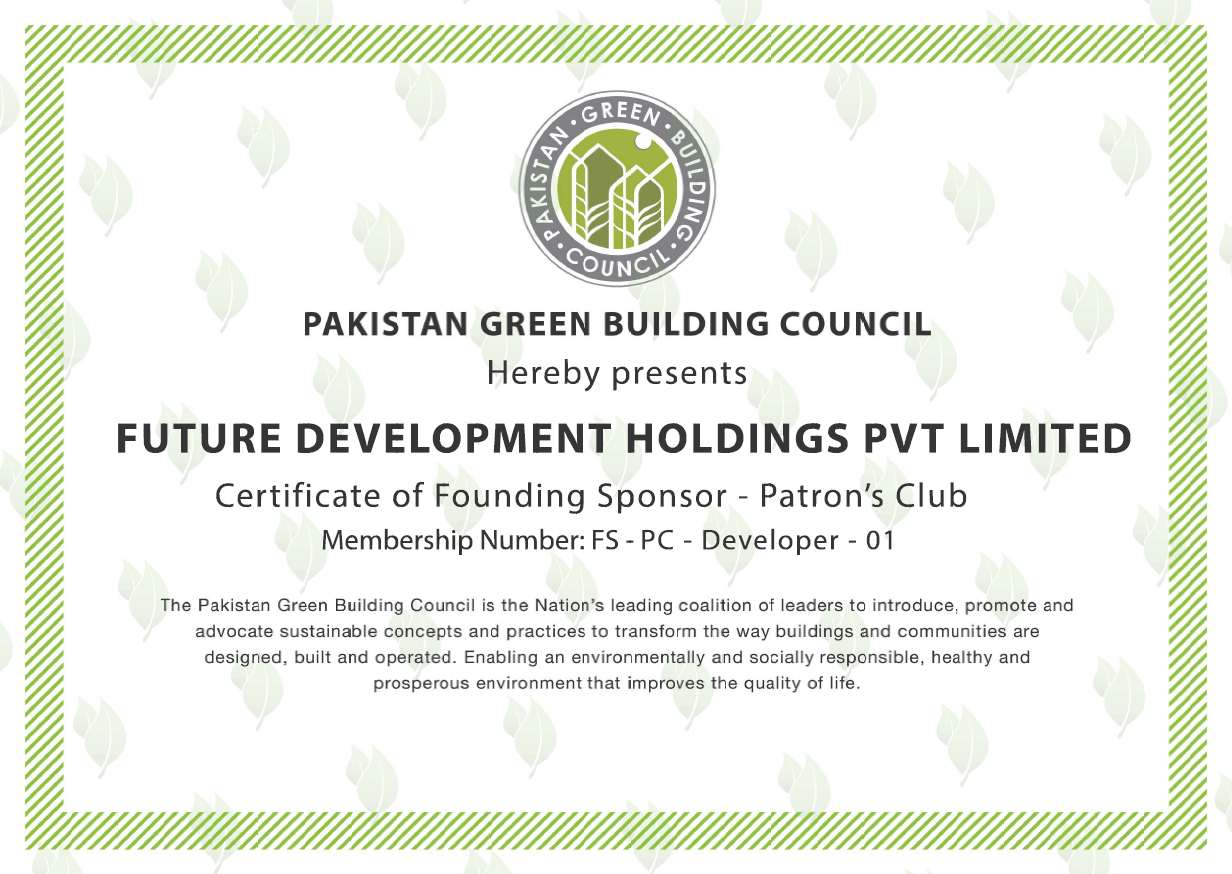 PAKISTAN • GREEN • BUILDING • COUNCIL •
PAKISTAN GREEN BUILDING COUNCIL
Hereby presents
FUTURE DEVELOPMENT HOLDINGS PVT LIMITED
Certificate of Founding Sponsor - Patron’s Club
Membership Number: FS - PC - Developer - 01
The Pakistan Green Building Council is the Nation’s leading coalition of leaders to introduce, promote and
advocate sustainable concepts and practices to transform the way buildings and communities are
designed, built and operated. Enabling an environmentally and socially responsible, healthy and
prosperous environment that improves the quality of life.